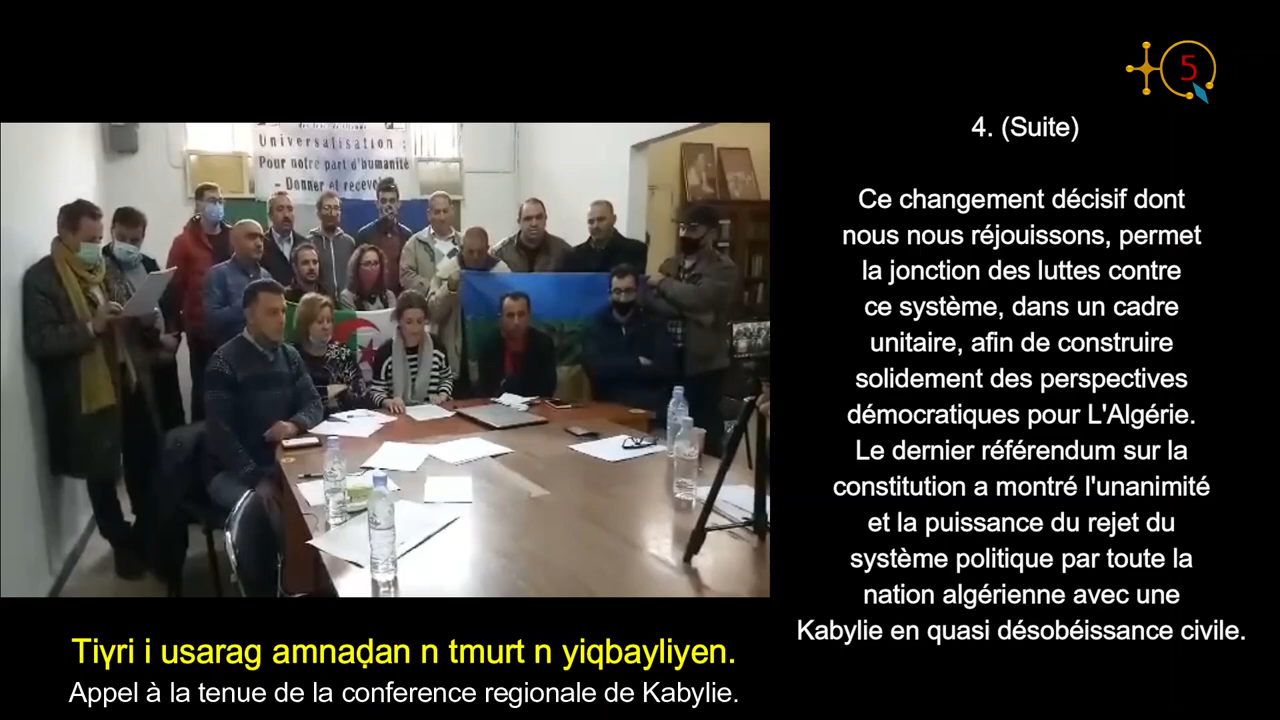 5
Universalisation :
Pour notre part d'humanité
- Donner et recevoir
4. (Suite)
Ce changement décisif dont
nous nous réjouissons, permet
la jonction des luttes contre
ce système, dans un cadre
unitaire, afin de construire
solidement des perspectives
démocratiques pour L'Algérie.
Le dernier référendum sur la
constitution a montré l'unanimité
et la puissance du rejet du
système politique par toute la
nation algérienne avec une
Kabylie en quasi désobéissance civile.
Tiγri i usarag amnaḍan n tmurt n yiqbayliyen.
Appel à la tenue de la conference regionale de Kabylie.